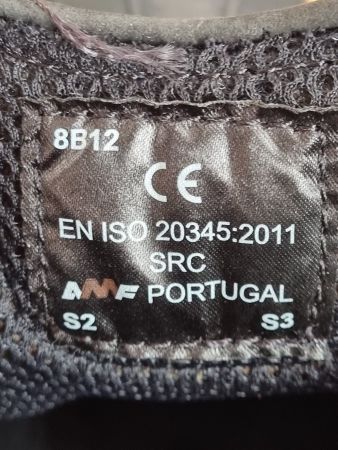 8B12
CE
EN ISO 20345:2011
SRC
AMF PORTUGAL
S2 S3